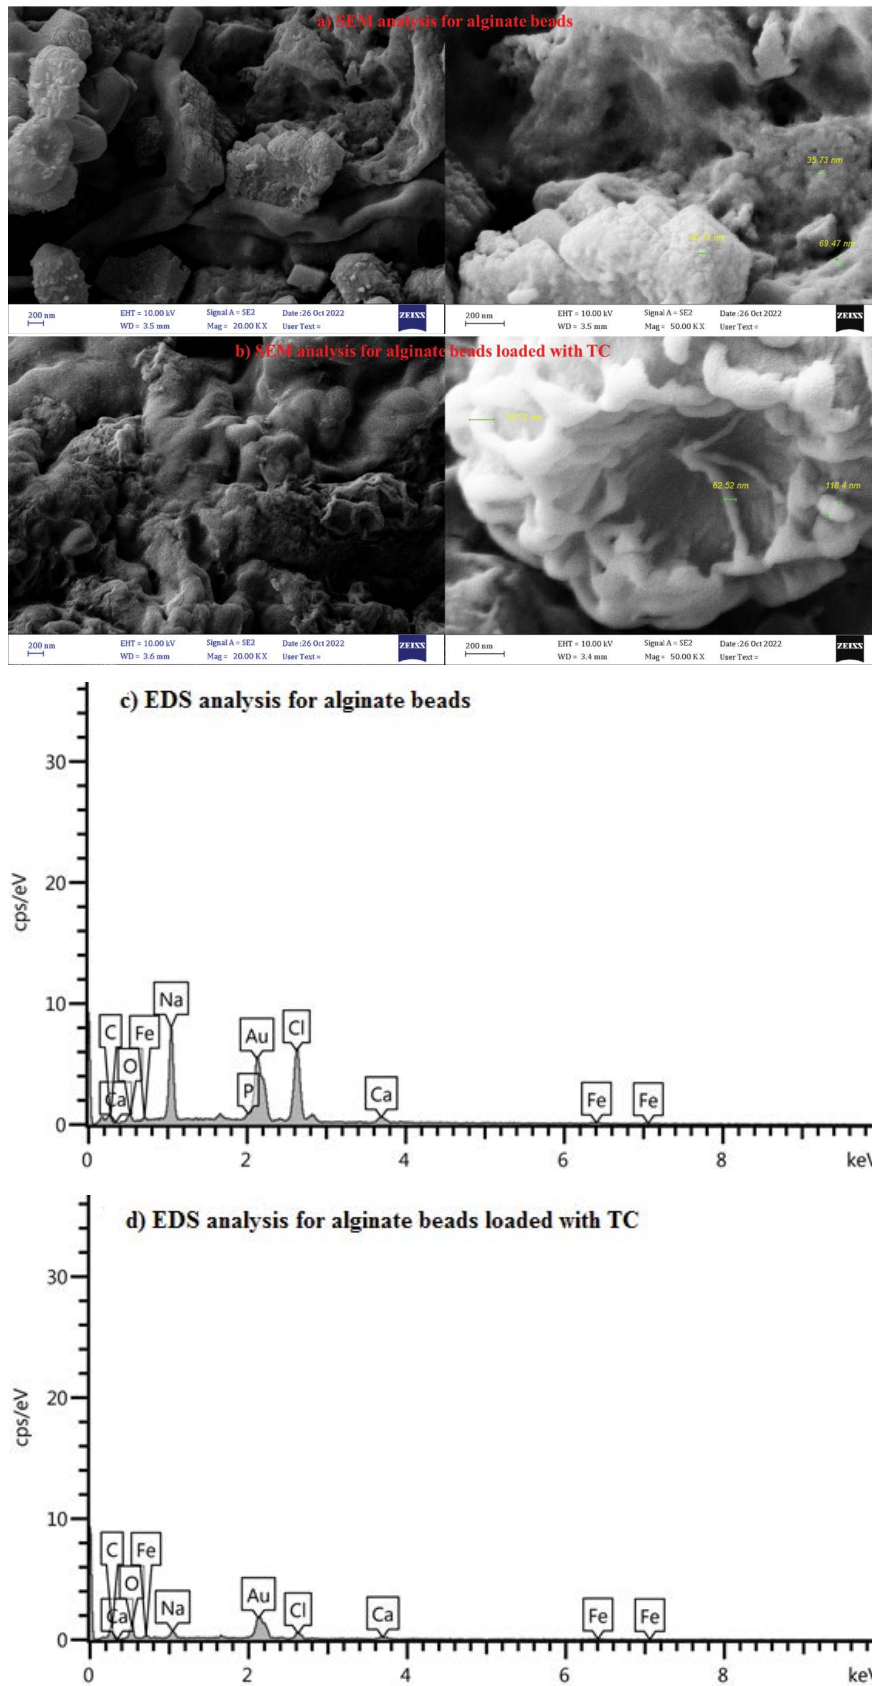 a) SEM analysis for alginate beads
35.73 nm
69.47 nm
200 nm EHT = 10.00 kV Signal A = SE2 Date :26 Oct 2022 ZEISS
WD = 3.5 mm Mag = 20.00 K X User Text =
200 nm EHT = 10.00 kV Signal A = SE2 Date :26 Oct 2022 ZEISS
WD = 3.5 mm Mag = 50.00 K X User Text =
b) SEM analysis for alginate beads loaded with TC
62.52 nm
118.4 nm
200 nm EHT = 10.00 kV Signal A = SE2 Date :26 Oct 2022 ZEISS
WD = 3.6 mm Mag = 20.00 K X User Text =
200 nm EHT = 10.00 kV Signal A = SE2 Date :26 Oct 2022 ZEISS
WD = 3.4 mm Mag = 50.00 K X User Text =
c) EDS analysis for alginate beads
30
cps/eV
20
10
Na
C Fe Au Cl
O
Ca P Ca Fe Fe
0
0 2 4 6 8 keV
d) EDS analysis for alginate beads loaded with TC
30
cps/eV
20
10
C Fe
O Au
Ca Na Cl Ca Fe Fe
0
0 2 4 6 8 keV